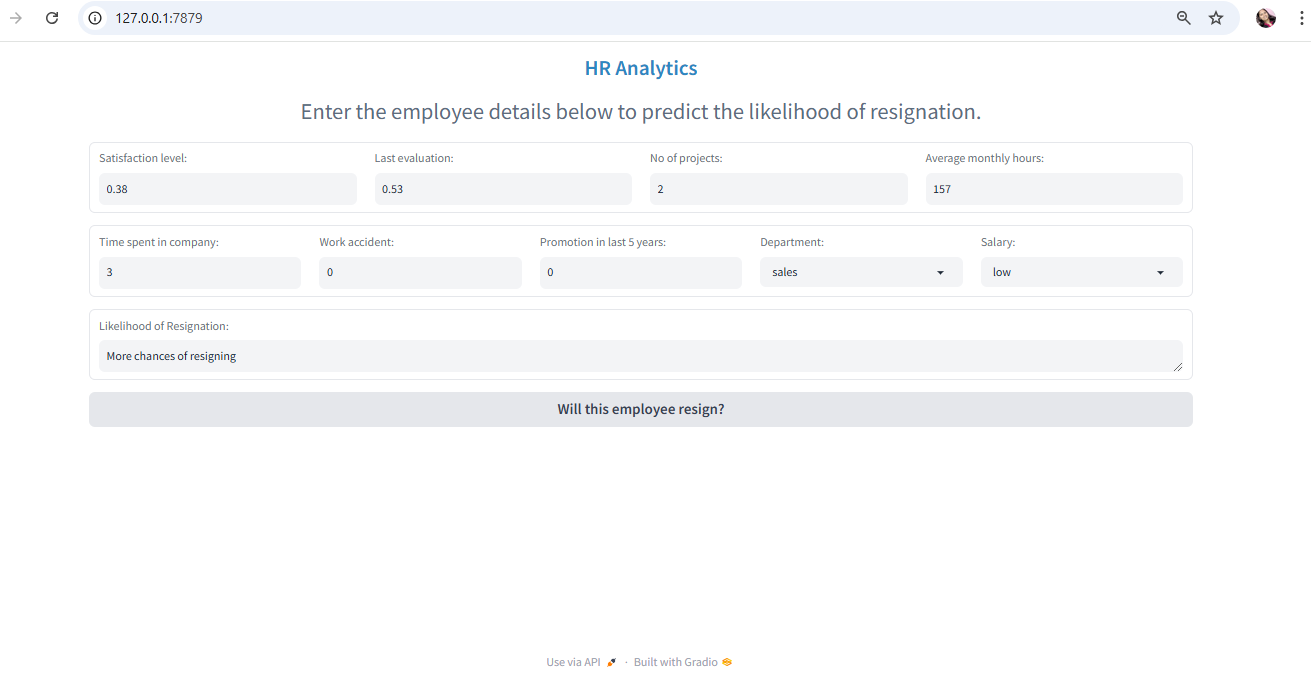 127.0.0.1:7879
HR Analytics
Enter the employee details below to predict the likelihood of resignation.
Satisfaction level: Last evaluation: No of projects: Average monthly hours:
0.38 0.53 2 157
Time spent in company: Work accident: Promotion in last 5 years: Department: Salary:
3 0 0 sales low
Likelihood of Resignation:
More chances of resigning
Will this employee resign?
Use via API · Built with Gradio